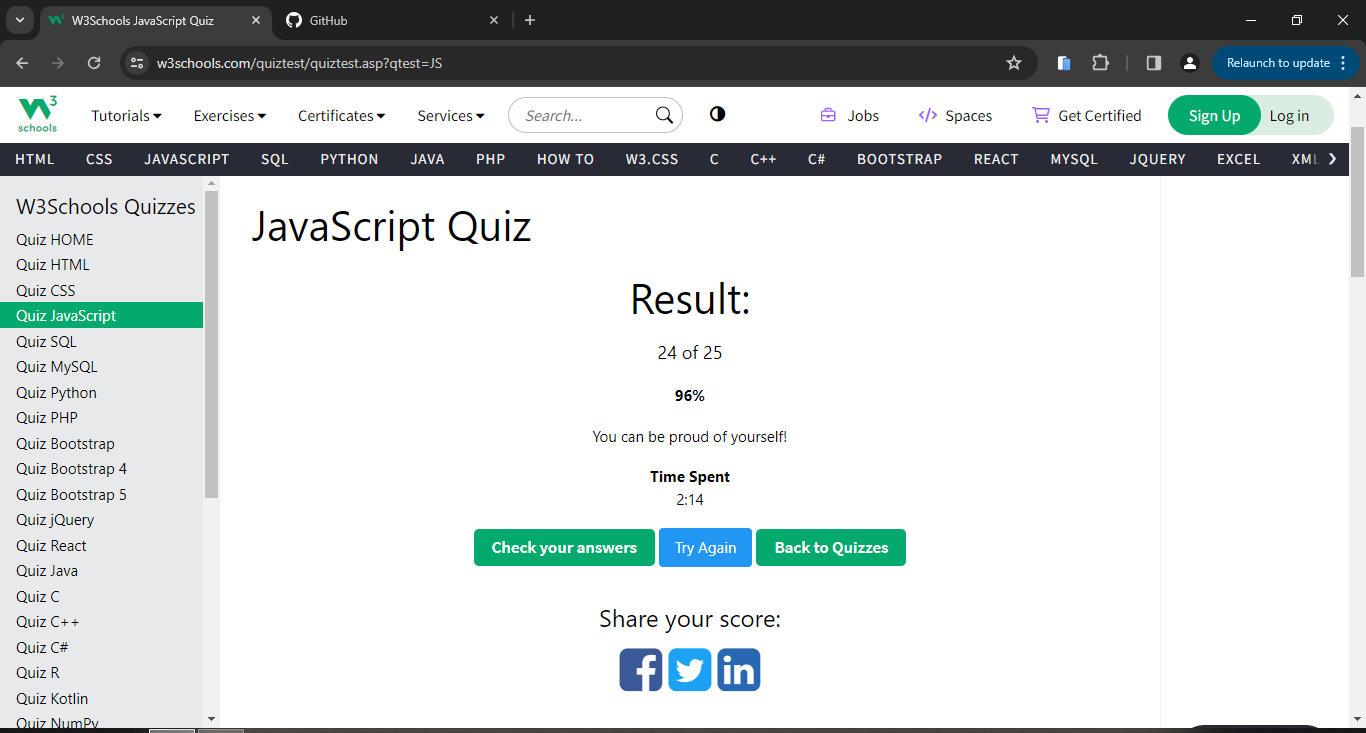 W3Schools JavaScript Quiz
GitHub
w3schools.com/quiztest/quiztest.asp?qtest=JS
Relaunch to update
W3
schools
Tutorials Exercises Certificates Services Search... Jobs Spaces Get Certified Sign Up Log in
HTML CSS JAVASCRIPT SQL PYTHON JAVA PHP HOW TO W3.CSS C C++ C# BOOTSTRAP REACT MYSQL JQUERY EXCEL XML
W3Schools Quizzes
Quiz HOME
Quiz HTML
Quiz CSS
Quiz JavaScript
Quiz SQL
Quiz MySQL
Quiz Python
Quiz PHP
Quiz Bootstrap
Quiz Bootstrap 4
Quiz Bootstrap 5
Quiz jQuery
Quiz React
Quiz Java
Quiz C
Quiz C++
Quiz C#
Quiz R
Quiz Kotlin
Quiz NumPy
JavaScript Quiz
Result:
24 of 25
96%
You can be proud of yourself!
Time Spent
2:14
Check your answers Try Again Back to Quizzes
Share your score: